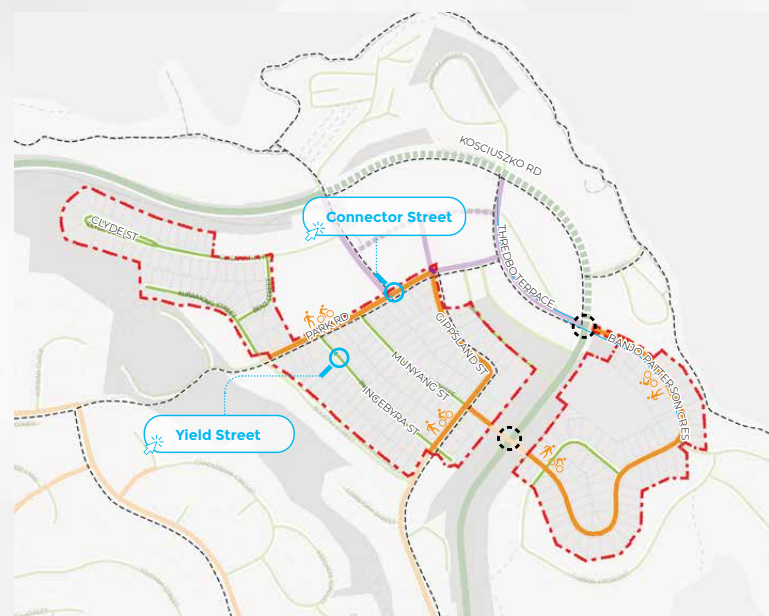 KOSCIUSZKO RD
Connector Street
CLYDE ST
THREDBO TERRACE
PARK RD
GIPPSLAND ST
BANJO PATTERSON CRES
MUNYANG ST
INGEBYRA ST
Yield Street